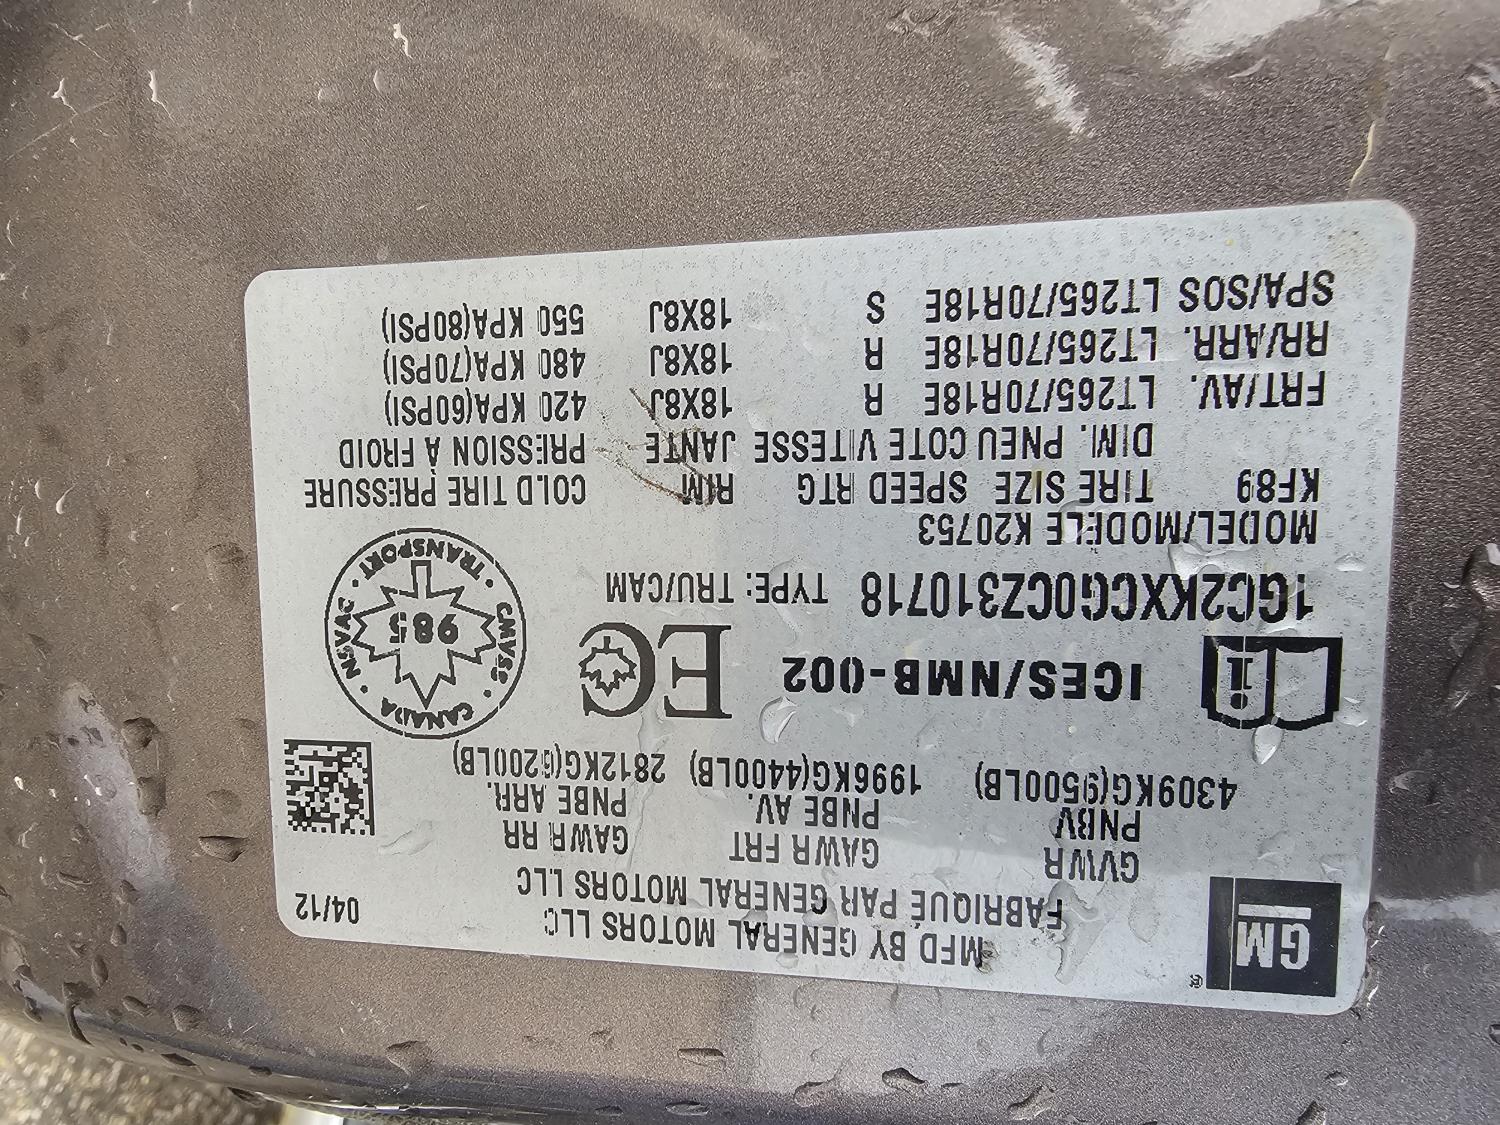 GM ®
MFD BY GENERAL MOTORS LLC
FABRIQUÉ PAR GENERAL MOTORS LLC
04/12
GVWR GAWR FRT GAWR RR
PNBV PNBE AV. PNBE ARR.
4309KG(9500LB) 1996KG(4400LB) 2812KG(6200LB)
i ICES/NMB-002 EC
CANADA · CMVSS · TRANSPORT · NSVAC ·
985
1GC2KXCG0CZ310718 TYPE: TRU/CAM
MODEL/MODELE K20753
KF89 TIRE SIZE SPEED RTG RIM COLD TIRE PRESSURE
DIM. PNEU COTE VITESSE JANTE PRESSION À FROID
FRT/AV. LT265/70R18E R 18X8J 420 KPA(60PSI)
RR/ARR. LT265/70R18E R 18X8J 480 KPA(70PSI)
SPA/SOS LT265/70R18E S 18X8J 550 KPA(80PSI)